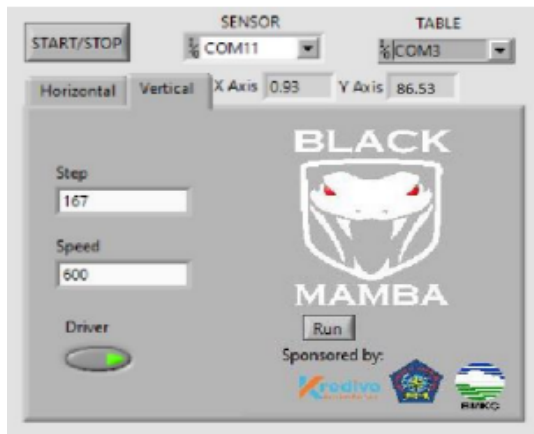 SENSOR
TABLE
START/STOP
COM11
COM3
Horizontal
Vertical
X Axis
0.93
Y Axis
86.53
BLACK
Step
167
Speed
600
MAMBA
Driver
Run
Sponsored by:
Krediva
BMKG